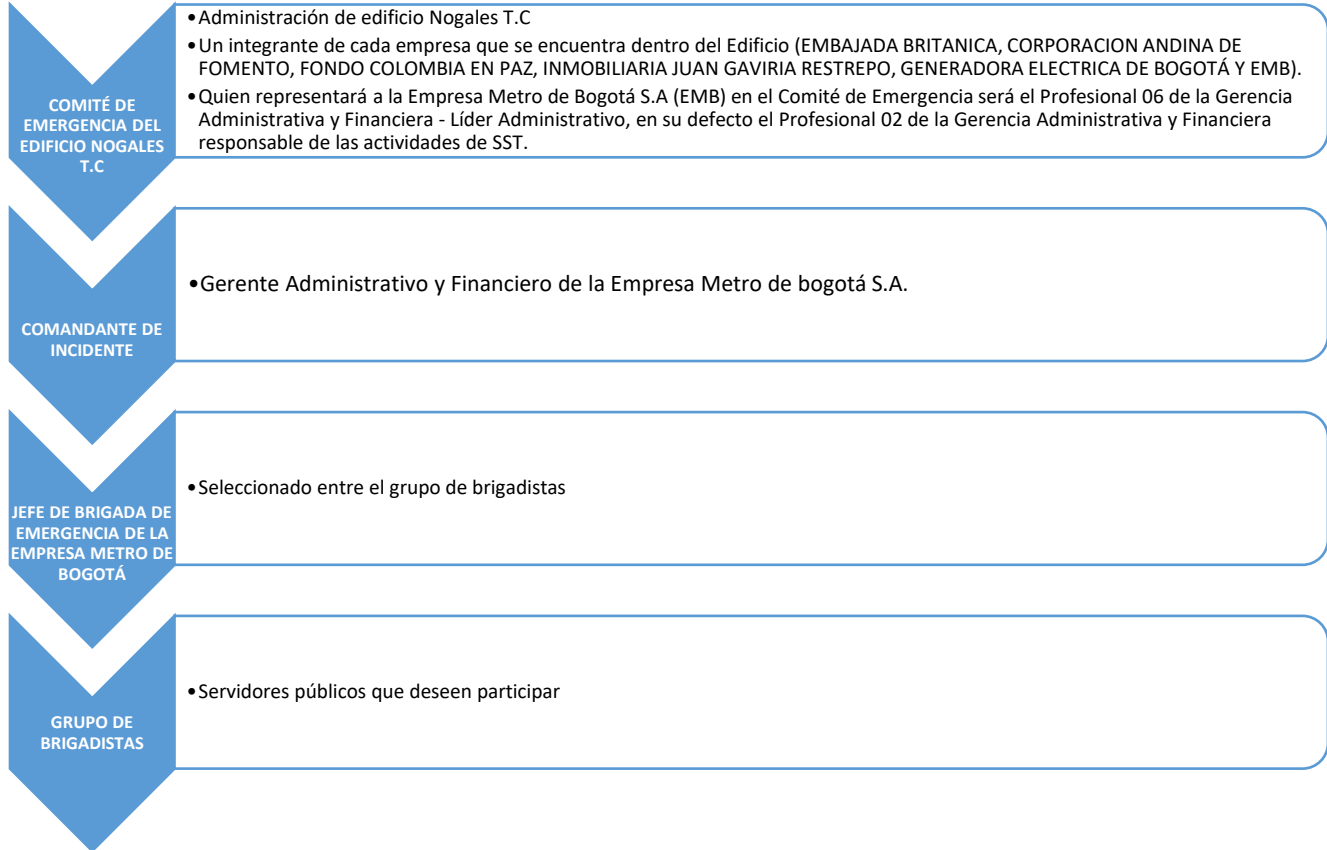 COMITÉ DE
EMERGENCIA DEL
EDIFICIO NOGALES
T.C
•Administración de edificio Nogales T.C
•Un integrante de cada empresa que se encuentra dentro del Edificio (EMBAJADA BRITANICA, CORPORACION ANDINA DE
FOMENTO, FONDO COLOMBIA EN PAZ, INMOBILIARIA JUAN GAVIRIA RESTREPO, GENERADORA ELECTRICA DE BOGOTÁ Y EMB).
•Quien representará a la Empresa Metro de Bogotá S.A (EMB) en el Comité de Emergencia será el Profesional 06 de la Gerencia
Administrativa y Financiera - Líder Administrativo, en su defecto el Profesional 02 de la Gerencia Administrativa y Financiera
responsable de las actividades de SST.
COMANDANTE DE
INCIDENTE
•Gerente Administrativo y Financiero de la Empresa Metro de bogotá S.A.
JEFE DE BRIGADA DE
EMERGENCIA DE LA
EMPRESA METRO DE
BOGOTÁ
•Seleccionado entre el grupo de brigadistas
GRUPO DE
BRIGADISTAS
•Servidores públicos que deseen participar